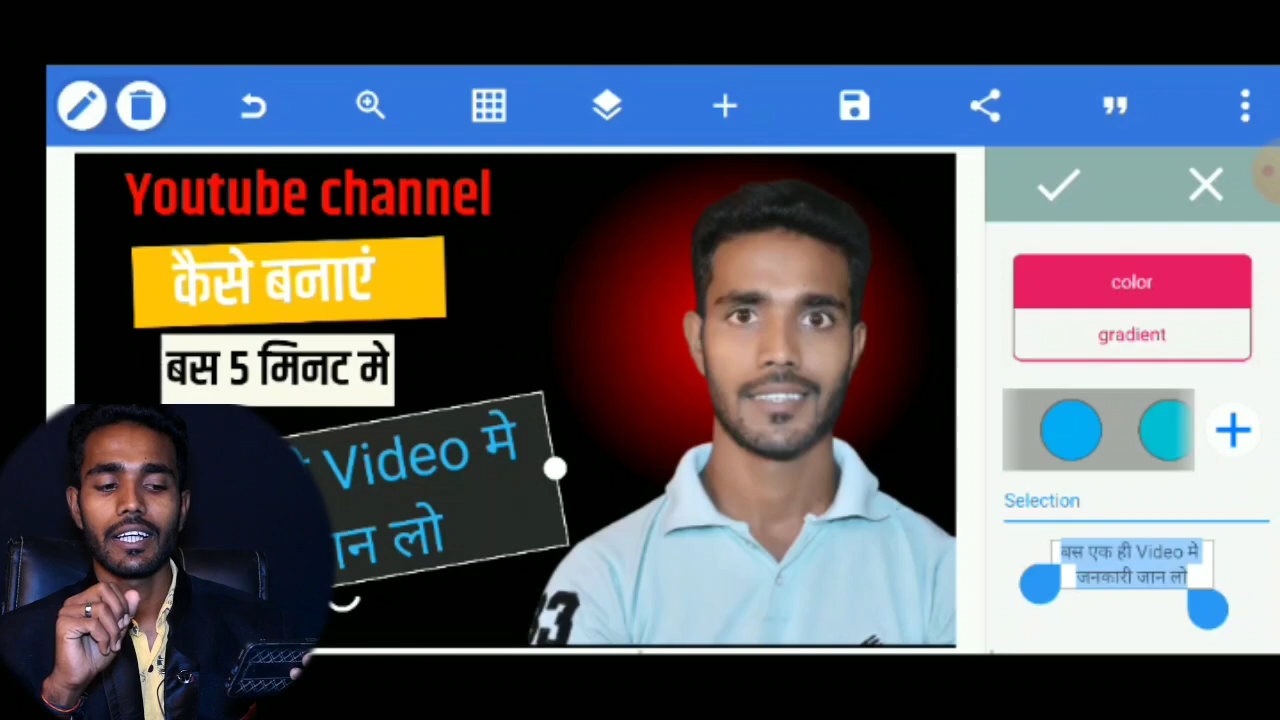 Youtube channel
कैसे बनाएं
बस 5 मिनट मे
Video मे
जान लो
color
gradient
Selection
बस एक ही Video मे
जनकारी जान लो